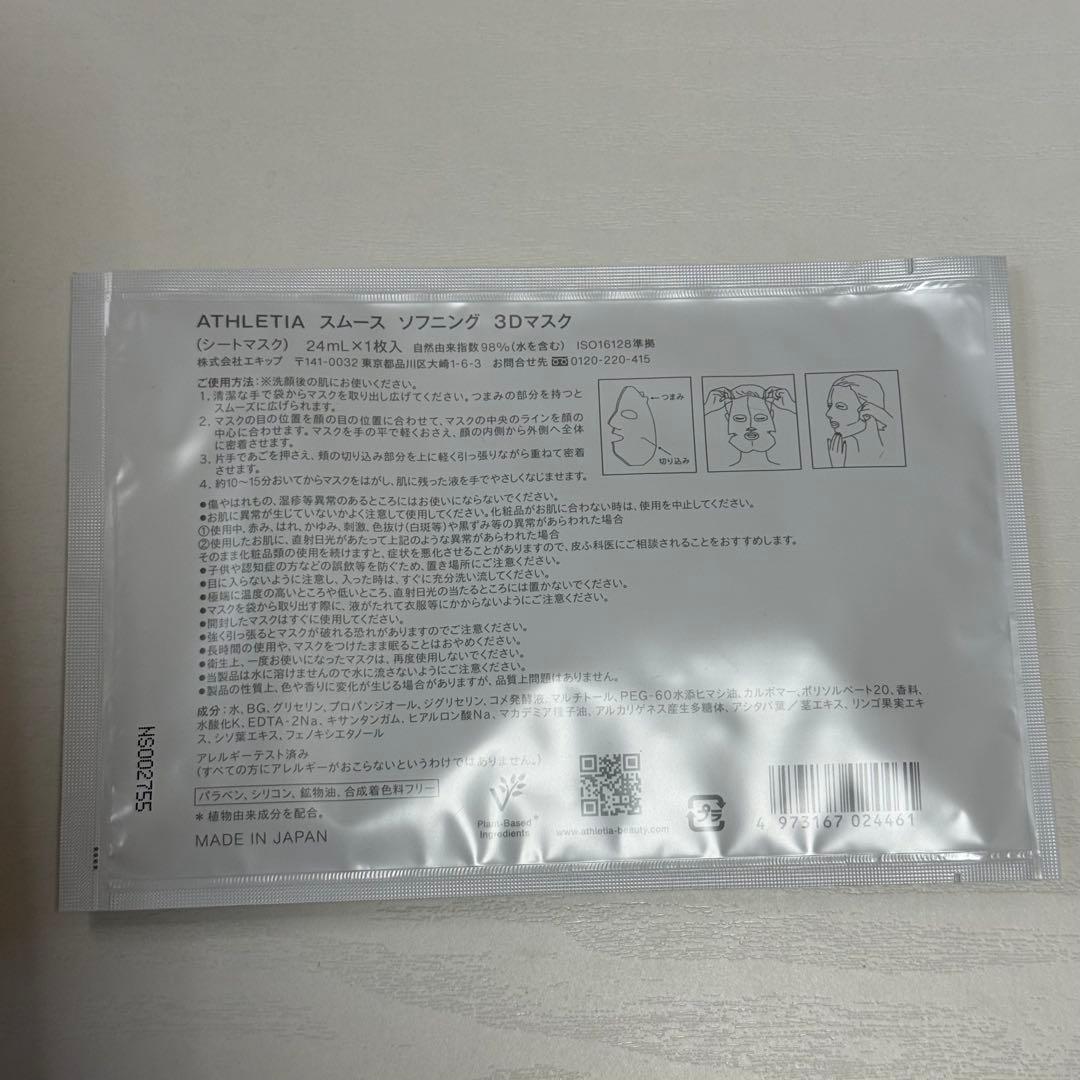 ATHLETIA スムース ソフニング 3Dマスク
(シートマスク) 24mL×1枚入 自然由来指数98%(水を含む) ISO16128準拠
株式会社エキップ 〒141-0032 東京都品川区大崎1-6-3 お問合せ先 0120-220-415
ご使用方法:※洗顔後の肌にお使いください。
1. 清潔な手で袋からマスクを取り出し広げてください。つまみの部分を持つと
スムーズに広げられます。
2. マスクの目の位置を顔の目の位置に合わせて、マスクの中央のラインを顔の
中心に合わせます。マスクを手の平で軽くおさえ、顔の内側から外側へ全体
に密着させます。
3. 片手であごを押さえ、頬の切り込み部分を上に軽く引っ張りながら重ねて密着
させます。
4. 約10〜15分おいてからマスクをはがし、肌に残った液を手でやさしくなじませます。
つまみ
切り込み
●傷やはれもの、湿疹等異常のあるところにはお使いにならないでください。
●お肌に異常が生じていないかよく注意して使用してください。化粧品がお肌に合わない時は、使用を中止してください。
①使用中、赤み、はれ、かゆみ、刺激、色抜け(白斑等)や黒ずみ等の異常があらわれた場合
②使用したお肌に、直射日光があたって上記のような異常があらわれた場合
そのまま化粧品類の使用を続けますと、症状を悪化させることがありますので、皮ふ科医にご相談されることをおすすめします。
●子供や認知症の方などの誤飲等を防ぐため、置き場所にご注意ください。
●目に入らないように注意し、入った時は、すぐに充分洗い流してください。
●極端に温度の高いところや低いところ、直射日光の当たるところには置かないでください。
●マスクを袋から取り出す際に、液がたれて衣服等にかからないようにご注意ください。
●開封したマスクはすぐに使用してください。
●強く引っ張るとマスクが破れる恐れがありますのでご注意ください。
●長時間の使用や、マスクをつけたまま眠ることはおやめください。
●衛生上、一度お使いになったマスクは、再度使用しないでください。
●当製品は水に溶けませんので水に流さないようにご注意ください。
●製品の性質上、色や香りに変化が生じる場合がありますが、品質上問題はありません。
成分:水、BG、グリセリン、プロパンジオール、ジグリセリン、コメ発酵液、マルチトール、PEG-60水添ヒマシ油、カルボマー、ポリソルベート20、香料、
水酸化K、EDTA-2Na、キサンタンガム、ヒアルロン酸Na、マカデミア種子油、アルカリゲネス産生多糖体、アシタバ葉/茎エキス、リンゴ果実エキ
ス、シソ葉エキス、フェノキシエタノール
アレルギーテスト済み
(すべての方にアレルギーがおこらないというわけではありません。)
パラベン、シリコン、鉱物油、合成着色料フリー
*植物由来成分を配合。
MADE IN JAPAN
Plant-Based*
Ingredients
www.athletia-beauty.com
プラ
4 973167 024461
NS002755